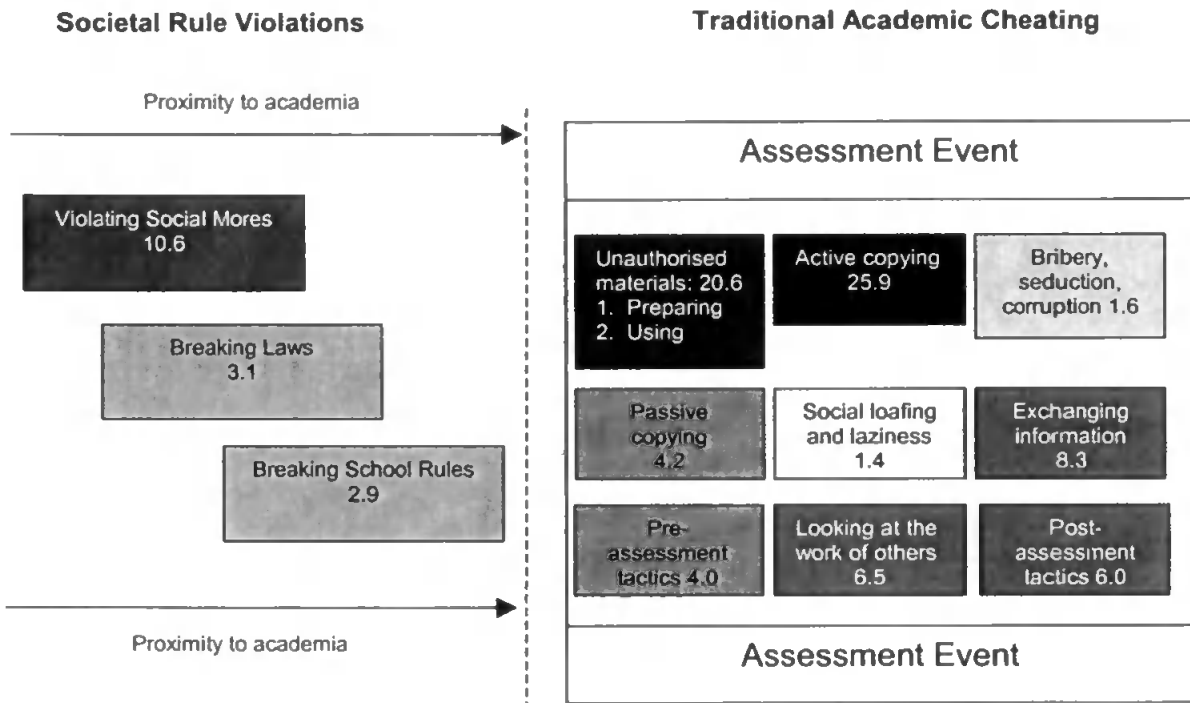 Societal Rule Violations
Proximity to academia
Violating Social Mores
10.6
Breaking Laws
3.1
Breaking School Rules
2.9
Proximity to academia
Traditional Academic Cheating
Assessment Event
Unauthorised
materials: 20.6
1. Preparing
2. Using
Active copying
25.9
Bribery,
seduction,
corruption 1.6
Passive
copying
4.2
Social loafing
and laziness
1.4
Exchanging
information
8.3
Pre-
assessment
tactics 4.0
Looking at the
work of others
6.5
Post-
assessment
tactics 6.0
Assessment Event